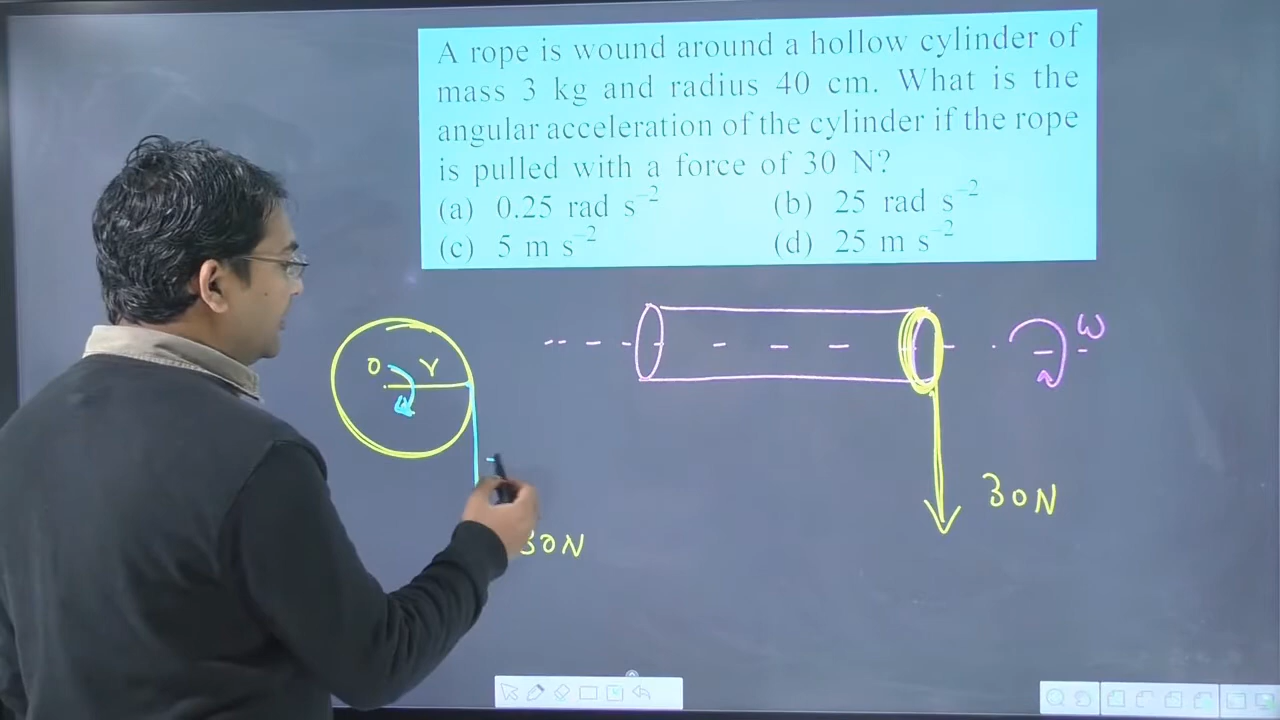 A rope is wound around a hollow cylinder of
mass 3 kg and radius 40 cm. What is the
angular acceleration of the cylinder if the rope
is pulled with a force of 30 N?
(a) 0.25 rad s⁻² (b) 25 rad s⁻²
(c) 5 m s⁻² (d) 25 m s⁻²
ω
O r
30N
30N